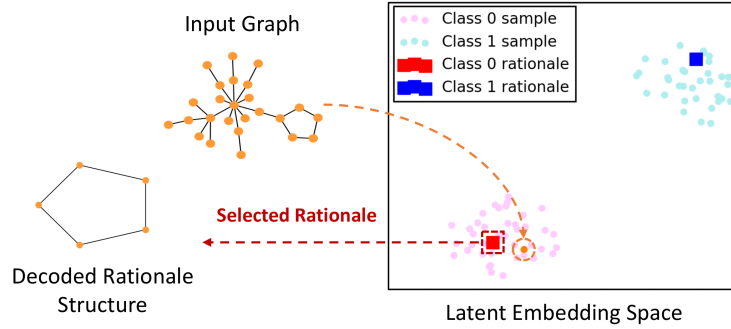 Input Graph
Class 0 sample
Class 1 sample
Class 0 rationale
Class 1 rationale
Selected Rationale
Decoded Rationale
Structure
Latent Embedding Space